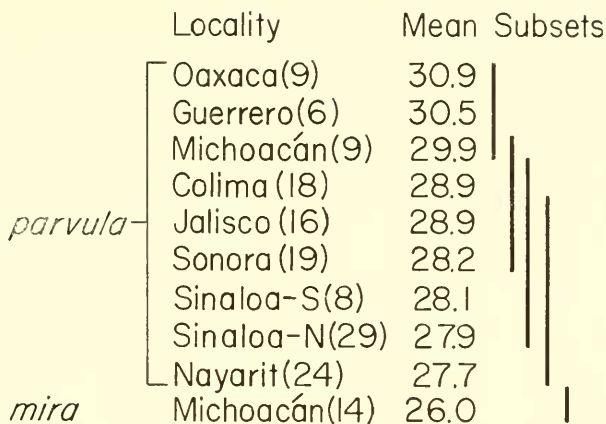 Locality Mean Subsets
Oaxaca(9) 30.9
Guerrero(6) 30.5
Michoacán(9) 29.9
Colima (18) 28.9
parvula Jalisco (16) 28.9
Sonora (19) 28.2
Sinaloa-S(8) 28.1
Sinaloa-N(29) 27.9
Nayarit(24) 27.7
mira Michoacán(14) 26.0